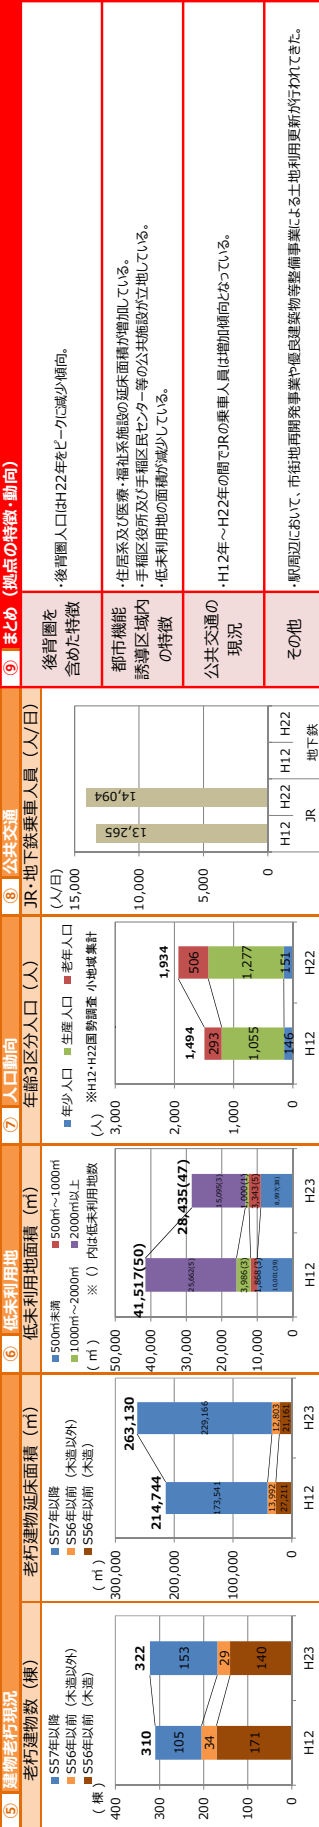 ⑤ 建物老朽現況
老朽建物数（棟）
■S57年以降
■S56年以前（木造以外）
■S56年以前（木造）
（棟）
400
300
200
100
0
310
105
34
171
322
153
29
140
H12
H23
老朽建物延床面積（㎡）
■S57年以降
■S56年以前（木造以外）
■S56年以前（木造）
（㎡）
300,000
200,000
100,000
0
214,744
173,541
13,992
27,211
263,130
229,166
12,803
21,161
H12
H23
⑥ 低未利用地
低未利用地面積（㎡）
■500㎡未満 ■500㎡～1000㎡
■1000㎡～2000㎡ ■2000㎡以上
（㎡） ※（）内は低未利用地数
50,000
40,000
30,000
20,000
10,000
0
41,517(50)
25,662(5)
3,986(3)
1,868(3)
10,001(39)
28,435(47)
15,095(3)
1,000(1)
3,343(5)
8,997(38)
H12
H23
⑦ 人口動向
年齢3区分人口（人）
■年少人口 ■生産人口 ■老年人口
（人） ※H12・H22国勢調査 小地域集計
3,000
2,000
1,000
0
1,494
293
1,055
146
1,934
506
1,277
151
H12
H22
⑧ 公共交通
JR・地下鉄乗車人員（人/日）
（人/日）
15,000
10,000
5,000
0
13,265
14,094
H12 H22 H12 H22
JR 地下鉄
⑨ まとめ（拠点の特徴・動向）
後背圏を
含めた特徴
・後背圏人口はH22年をピークに減少傾向。
都市機能
誘導区域内
の特徴
・住居系及び医療・福祉系施設の延床面積が増加している。
・手稲区役所及び手稲区民センター等の公共施設が立地している。
・低未利用地の面積が減少している。
公共交通の
現況
・H12年～H22年の間でJRの乗車人員は増加傾向となっている。
その他
・駅周辺において、市街地再開発事業や優良建築物等整備事業による土地利用更新が行われてきた。